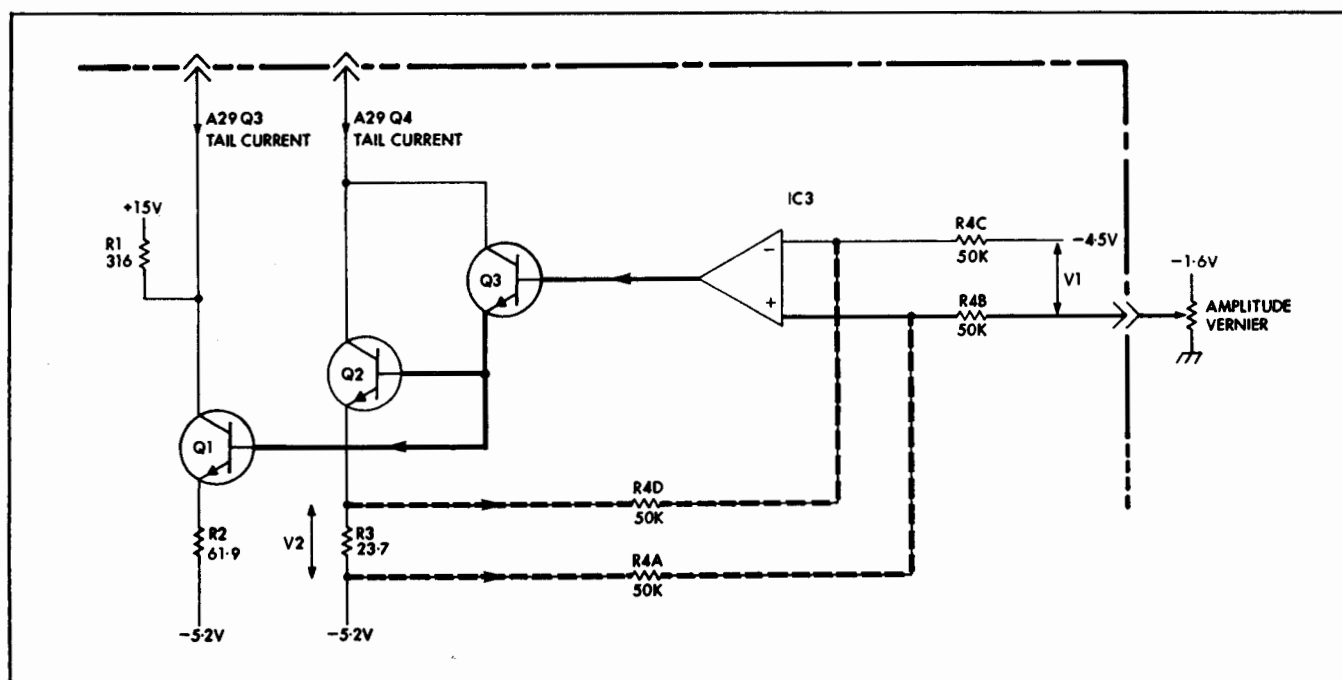 A29 Q3
TAIL CURRENT
A29 Q4
TAIL CURRENT
+15V
R1
316
IC3
R4C
50K
-4·5V
V1
-1·6V
AMPLITUDE
VERNIER
R4B
50K
-
+
Q3
Q2
Q1
R4D
50K
R2
61·9
V2
R3
23·7
R4A
50K
-5·2V
-5·2V